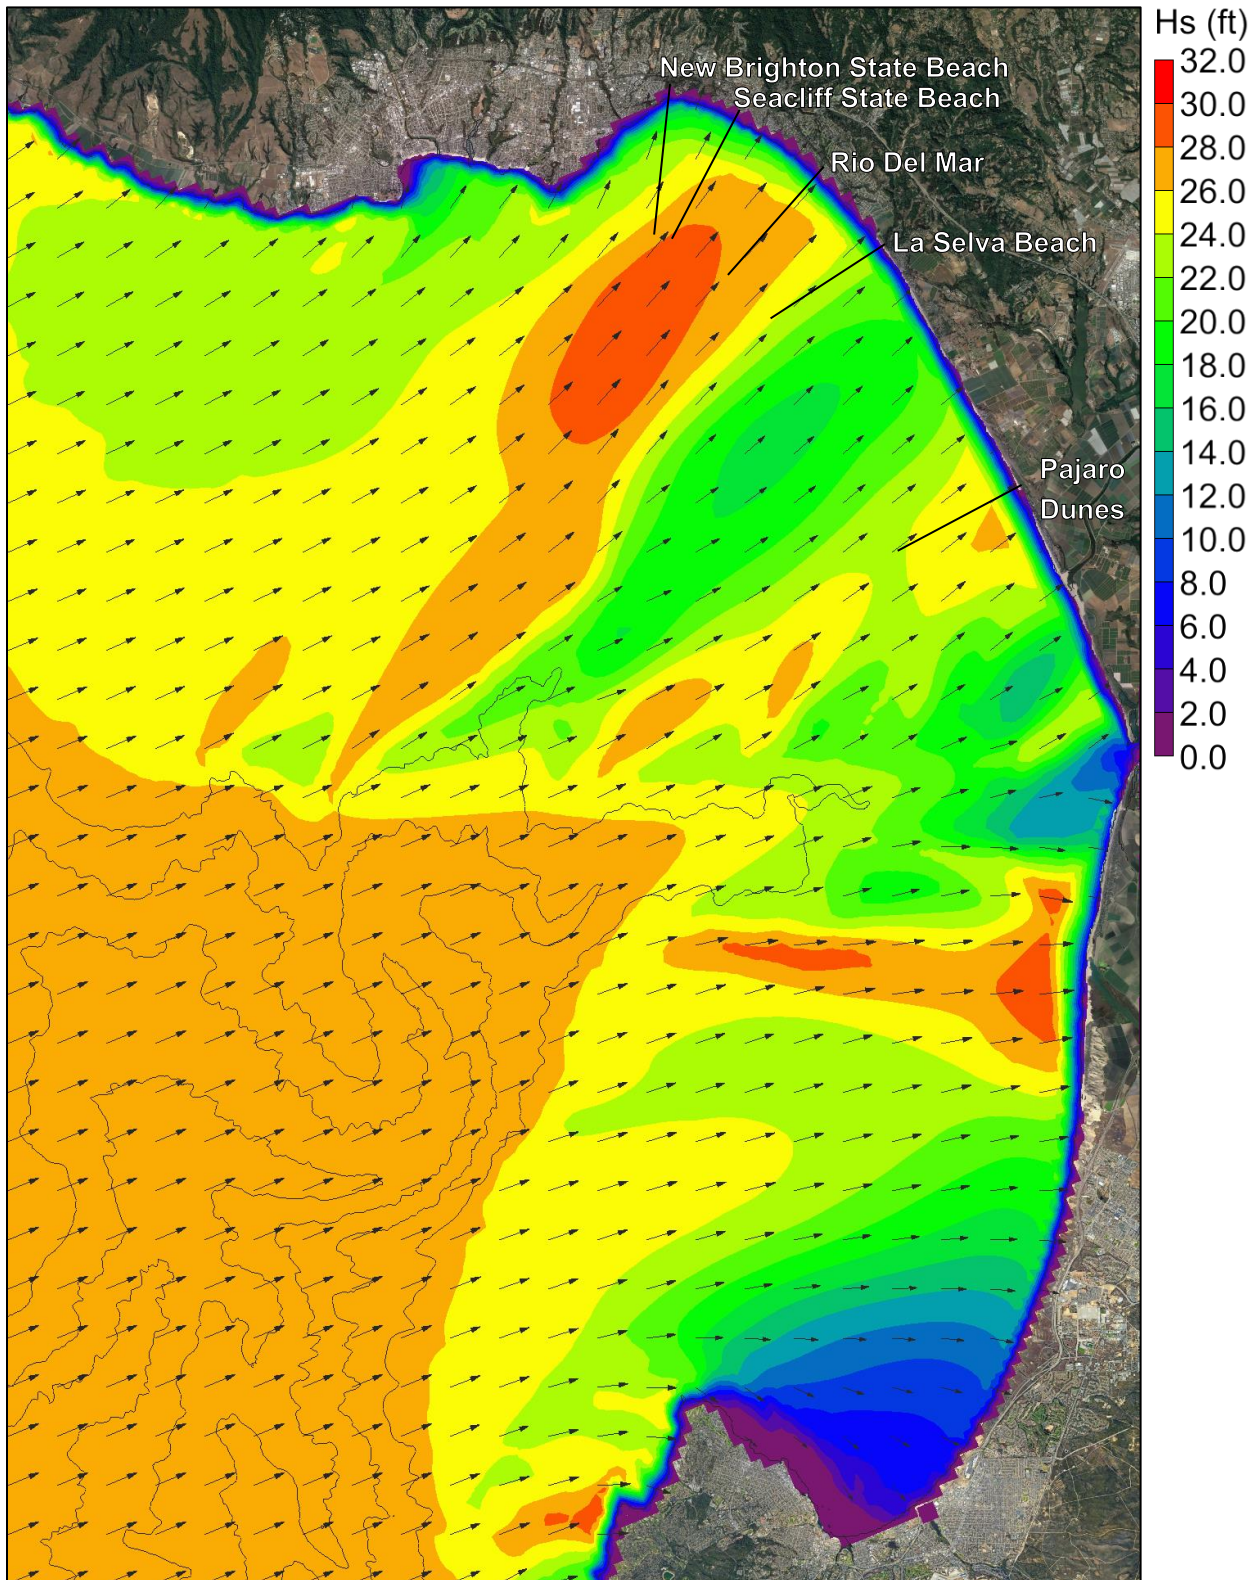 Hs (ft)
32.0
30.0
28.0
26.0
24.0
22.0
20.0
18.0
16.0
14.0
12.0
10.0
8.0
6.0
4.0
2.0
0.0
New Brighton State Beach
Seacliff State Beach
Rio Del Mar
La Selva Beach
Pajaro
Dunes